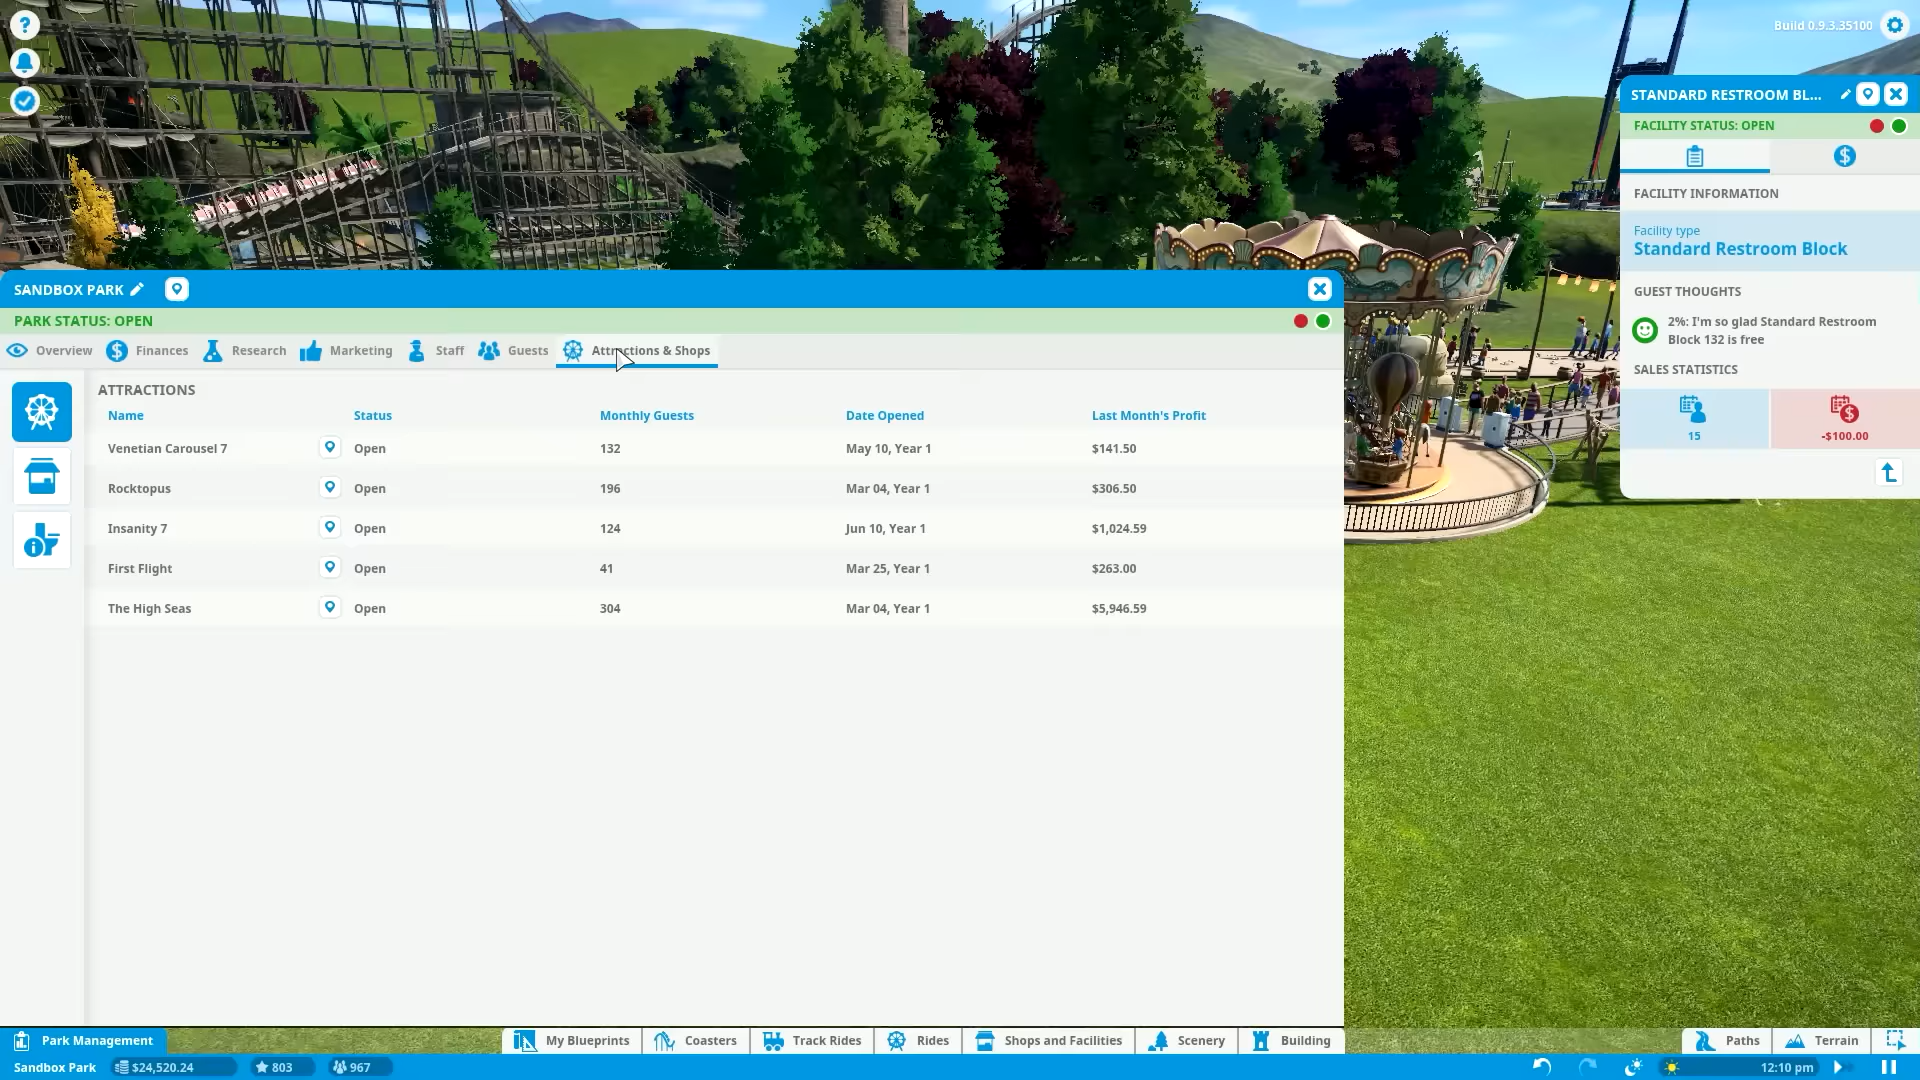 Build 0.9.3.35100
STANDARD RESTROOM BL...
FACILITY STATUS: OPEN
FACILITY INFORMATION
Facility type
Standard Restroom Block
GUEST THOUGHTS
2%: I'm so glad Standard Restroom
Block 132 is free
SALES STATISTICS
15 -$100.00
SANDBOX PARK
PARK STATUS: OPEN
Overview Finances Research Marketing Staff Guests Attractions & Shops
ATTRACTIONS
Name Status Monthly Guests Date Opened Last Month's Profit
Venetian Carousel 7 Open 132 May 10, Year 1 $141.50
Rocktopus Open 196 Mar 04, Year 1 $306.50
Insanity 7 Open 124 Jun 10, Year 1 $1,024.59
First Flight Open 41 Mar 25, Year 1 $263.00
The High Seas Open 304 Mar 04, Year 1 $5,946.59
Park Management My Blueprints Coasters Track Rides Rides Shops and Facilities Scenery Building Paths Terrain
Sandbox Park $24,520.24 803 967 12:10 pm